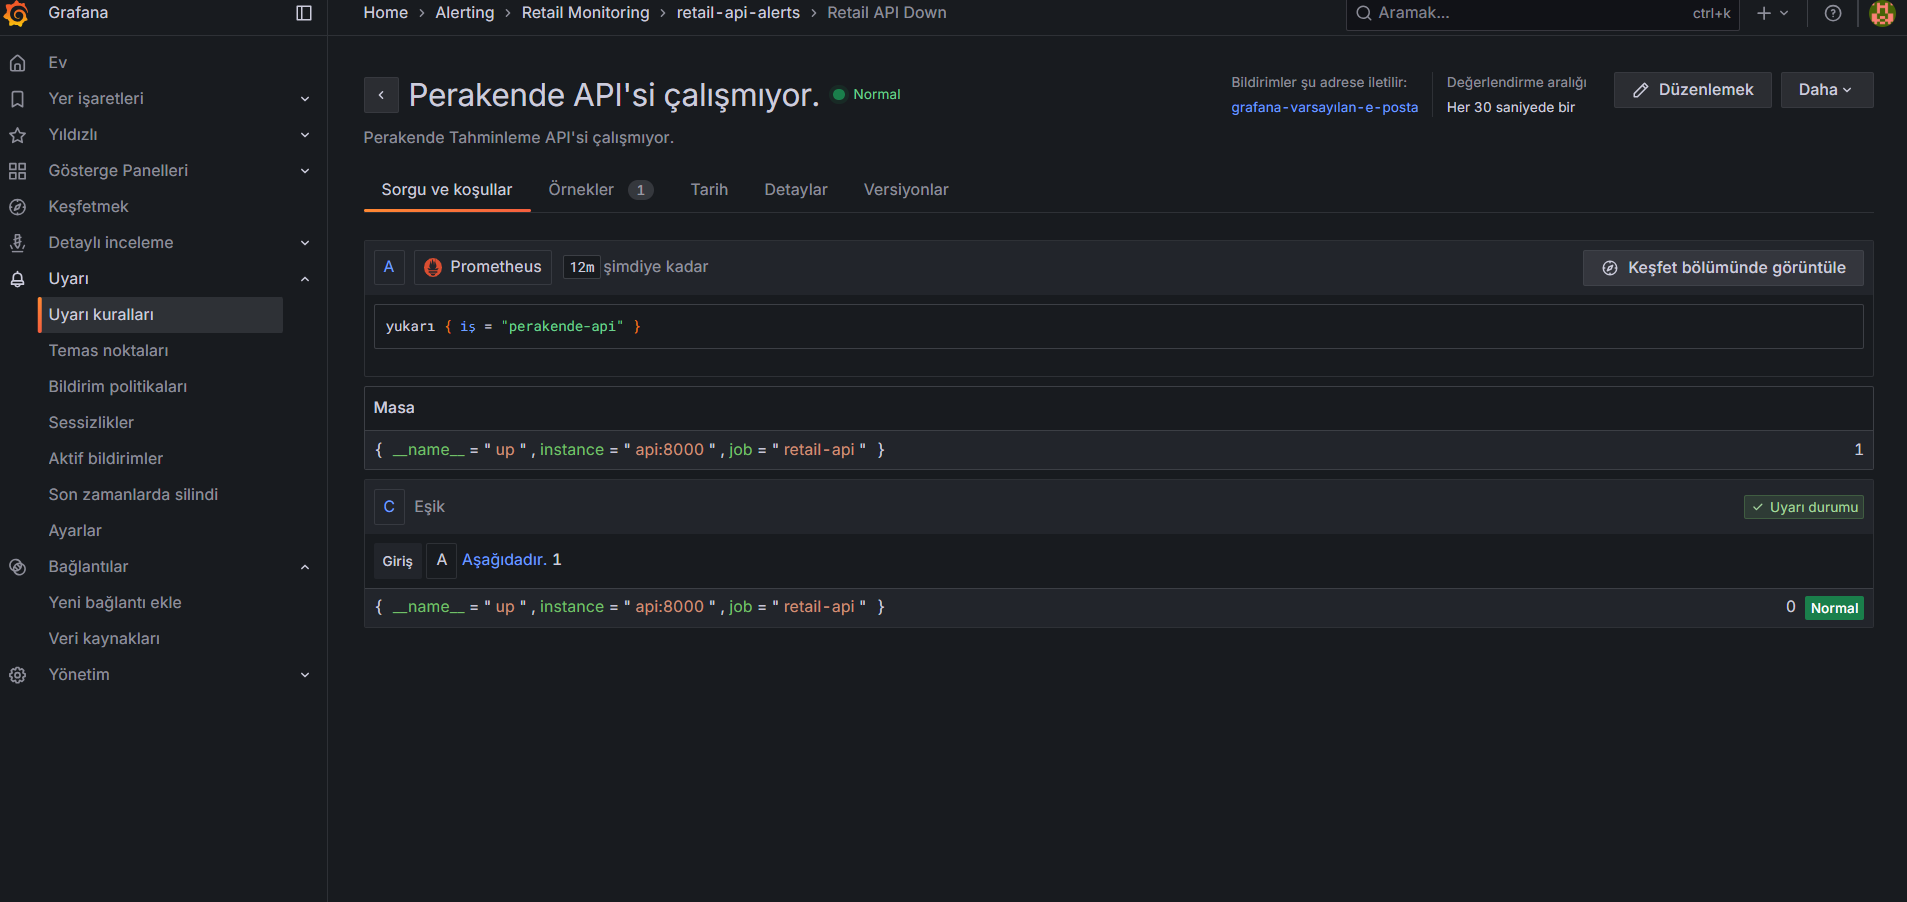 Grafana
Home › Alerting › Retail Monitoring › retail-api-alerts › Retail API Down
Aramak...
ctrl+k
Ev
Yer işaretleri
Yıldızlı
Gösterge Panelleri
Keşfetmek
Detaylı inceleme
Uyarı
Uyarı kuralları
Temas noktaları
Bildirim politikaları
Sessizlikler
Aktif bildirimler
Son zamanlarda silindi
Ayarlar
Bağlantılar
Yeni bağlantı ekle
Veri kaynakları
Yönetim
Perakende API'si çalışmıyor.
Normal
Bildirimler şu adrese iletilir:
grafana-varsayılan-e-posta
Değerlendirme aralığı
Her 30 saniyede bir
Düzenlemek
Daha
Perakende Tahminleme API'si çalışmıyor.
Sorgu ve koşullar
Örnekler 1
Tarih
Detaylar
Versiyonlar
A Prometheus 12m şimdiye kadar
Keşfet bölümünde görüntüle
yukarı { iş = "perakende-api" }
Masa
{ __name__ = " up " , instance = " api:8000 " , job = " retail-api " } 1
C Eşik
Uyarı durumu
Giriş A Aşağıdadır. 1
{ __name__ = " up " , instance = " api:8000 " , job = " retail-api " } 0 Normal